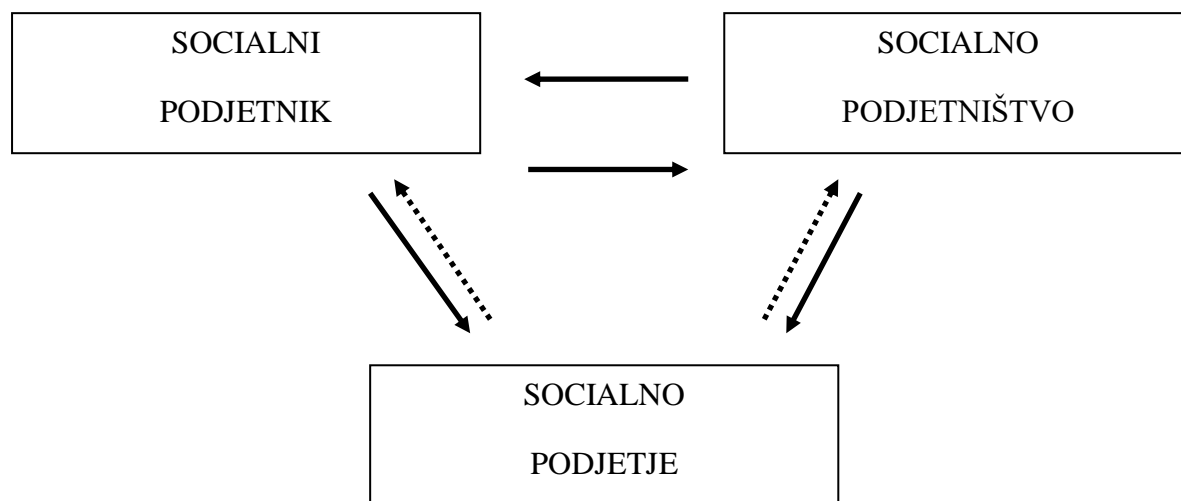 SOCIALNI
PODJETNIK
SOCIALNO
PODJETNIŠTVO
SOCIALNO
PODJETJE